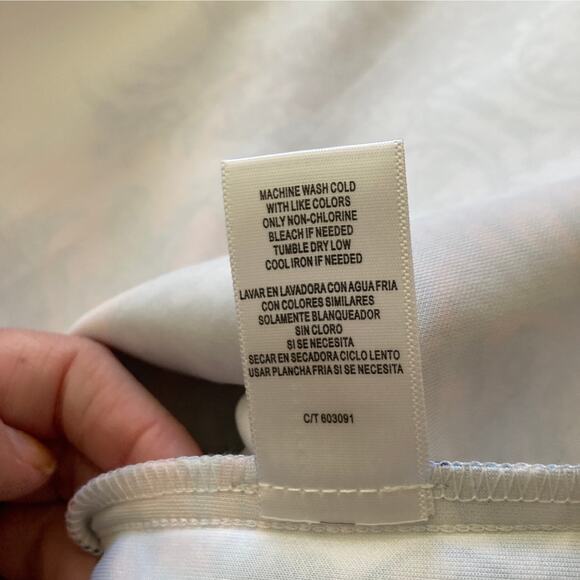 MACHINE WASH COLD
WITH LIKE COLORS
ONLY NON-CHLORINE
BLEACH IF NEEDED
TUMBLE DRY LOW
COOL IRON IF NEEDED
LAVAR EN LAVADORA CON AGUA FRIA
CON COLORES SIMILARES
SOLAMENTE BLANQUEADOR
SIN CLORO
SI SE NECESITA
SECAR EN SECADORA CICLO LENTO
USAR PLANCHA FRIA SI SE NECESITA
C/T 603091